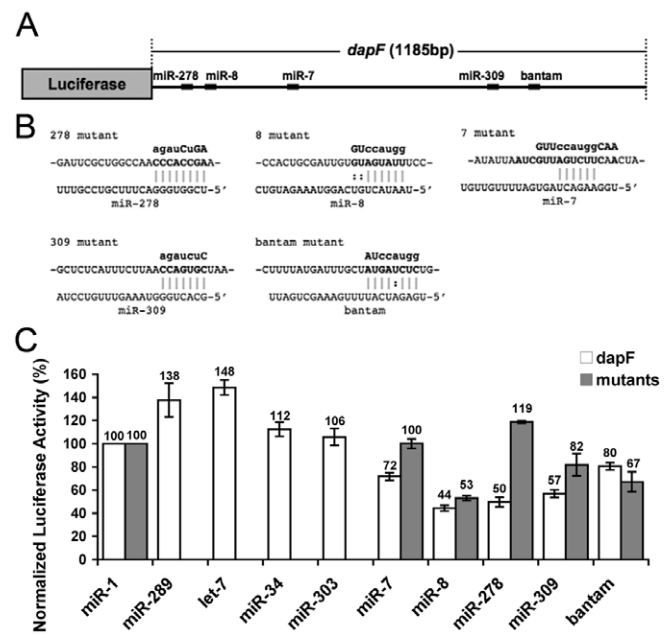 A
dapF (1185bp)
Luciferase
miR-278 miR-8 miR-7 miR-309 bantam
B
278 mutant
agauCuGA
-GAUUCGCUGGCCAACCCACCGAA-
UUUGCCUGCUUUCAGGGUGGCU-5'
miR-278
8 mutant
GUccaugg
-CCACUGCGAUUGUGUAGUAUUUCC-
CUGUAGAAAUGGACUGUCAUAAU-5'
miR-8
7 mutant
GUUccauggCAA
-AUAUUAAUCGUUAGUCUUCAACUA-
UGUUGUUUUAGUGAUCAGAAGGU-5'
miR-7
309 mutant
agaucuC
-GCUCUCAUUUCUUAACCAGUGCUAA-
AUCCUGUUUGAAAUGGGUCACG-5'
miR-309
bantam mutant
AUccaugg
-CUUUUAUGAUUUGCUAUGAUCUCUG-
UUAGUCGAAAGUUUUACUAGAGU-5'
bantam
C
Normalized Luciferase Activity (%)
160
140
120
100
80
60
40
20
0
dapF
mutants
100 100 138 148 112 106 72 100 44 53 50 119 57 82 80 67
miR-1 miR-289 let-7 miR-34 miR-303 miR-7 miR-8 miR-278 miR-309 bantam